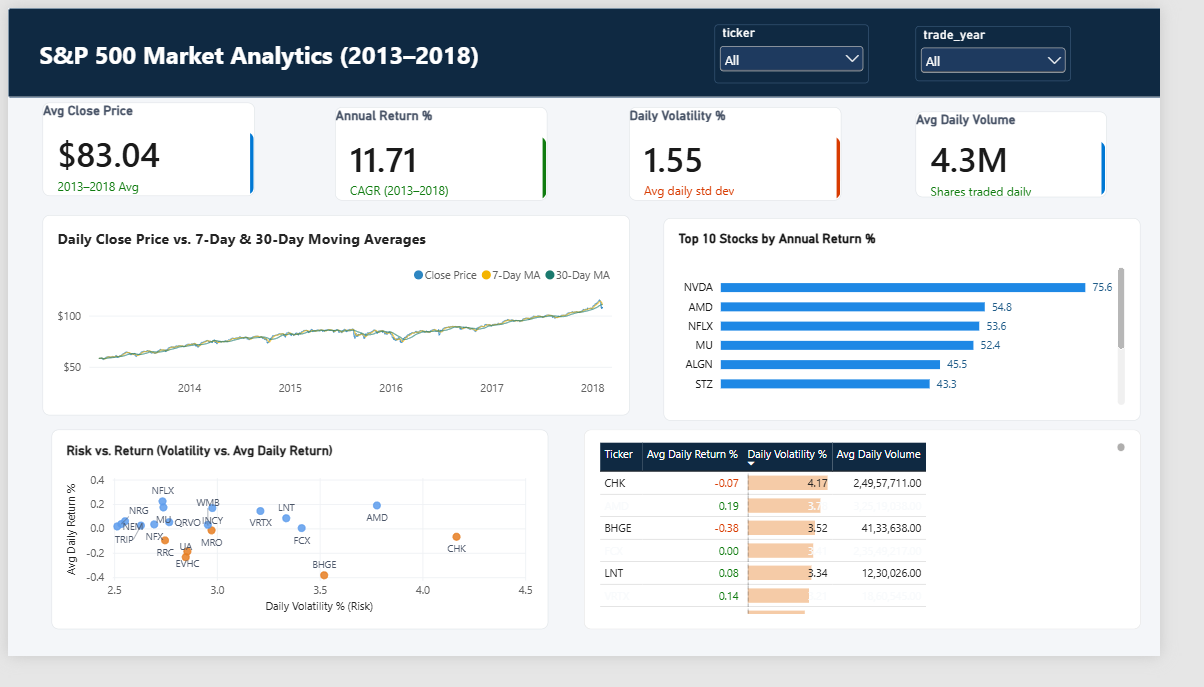 S&P 500 Market Analytics (2013–2018)
ticker
All
trade_year
All
Avg Close Price
$83.04
2013–2018 Avg
Annual Return %
11.71
CAGR (2013–2018)
Daily Volatility %
1.55
Avg daily std dev
Avg Daily Volume
4.3M
Shares traded daily
Daily Close Price vs. 7-Day & 30-Day Moving Averages
Close Price 7-Day MA 30-Day MA
$100
$50
2014 2015 2016 2017 2018
Top 10 Stocks by Annual Return %
NVDA 75.6
AMD 54.8
NFLX 53.6
MU 52.4
ALGN 45.5
STZ 43.3
Risk vs. Return (Volatility vs. Avg Daily Return)
Avg Daily Return %
0.4
0.2
0.0
-0.2
-0.4
NFLX
NRG
WMB
LNT
NEM
MU
QRVO
INCY
VRTX
AMD
TRIP
NFX
FCX
RRC
UA
MRO
CHK
EVHC
BHGE
2.5 3.0 3.5 4.0 4.5
Daily Volatility % (Risk)
Ticker Avg Daily Return % Daily Volatility % Avg Daily Volume
CHK -0.07 4.17 2,49,57,711.00
0.19
BHGE -0.38 3.52 41,33,638.00
0.00
LNT 0.08 3.34 12,30,026.00
VRTX 0.14